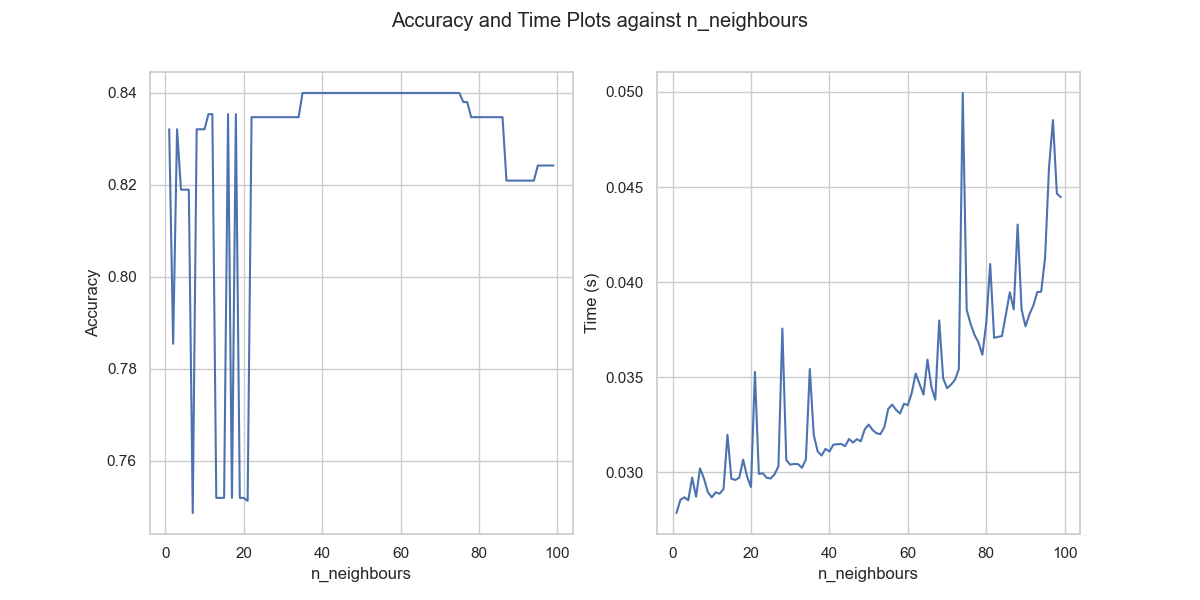 Accuracy and Time Plots against n_neighbours
Accuracy
0.84
0.82
0.80
0.78
0.76
0 20 40 60 80 100
n_neighbours
Time (s)
0.050
0.045
0.040
0.035
0.030
0 20 40 60 80 100
n_neighbours